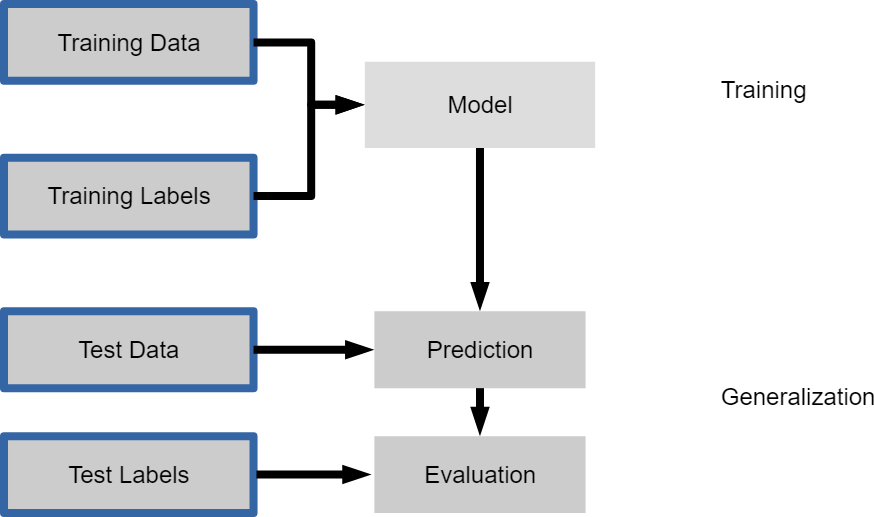 Training Data
Model
Training
Training Labels
Test Data
Prediction
Generalization
Test Labels
Evaluation